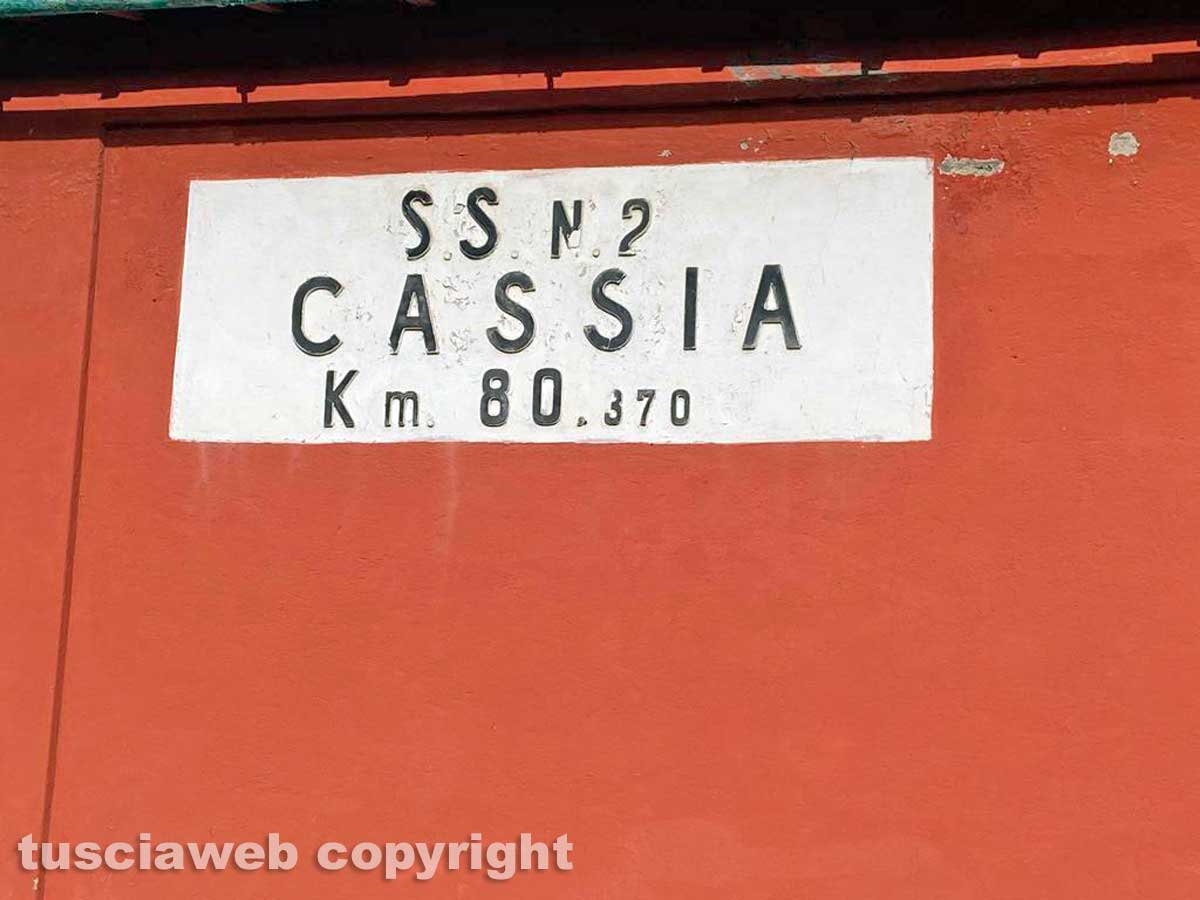 S.S. N.2
CASSIA
Km. 80.370
tusciaweb copyright